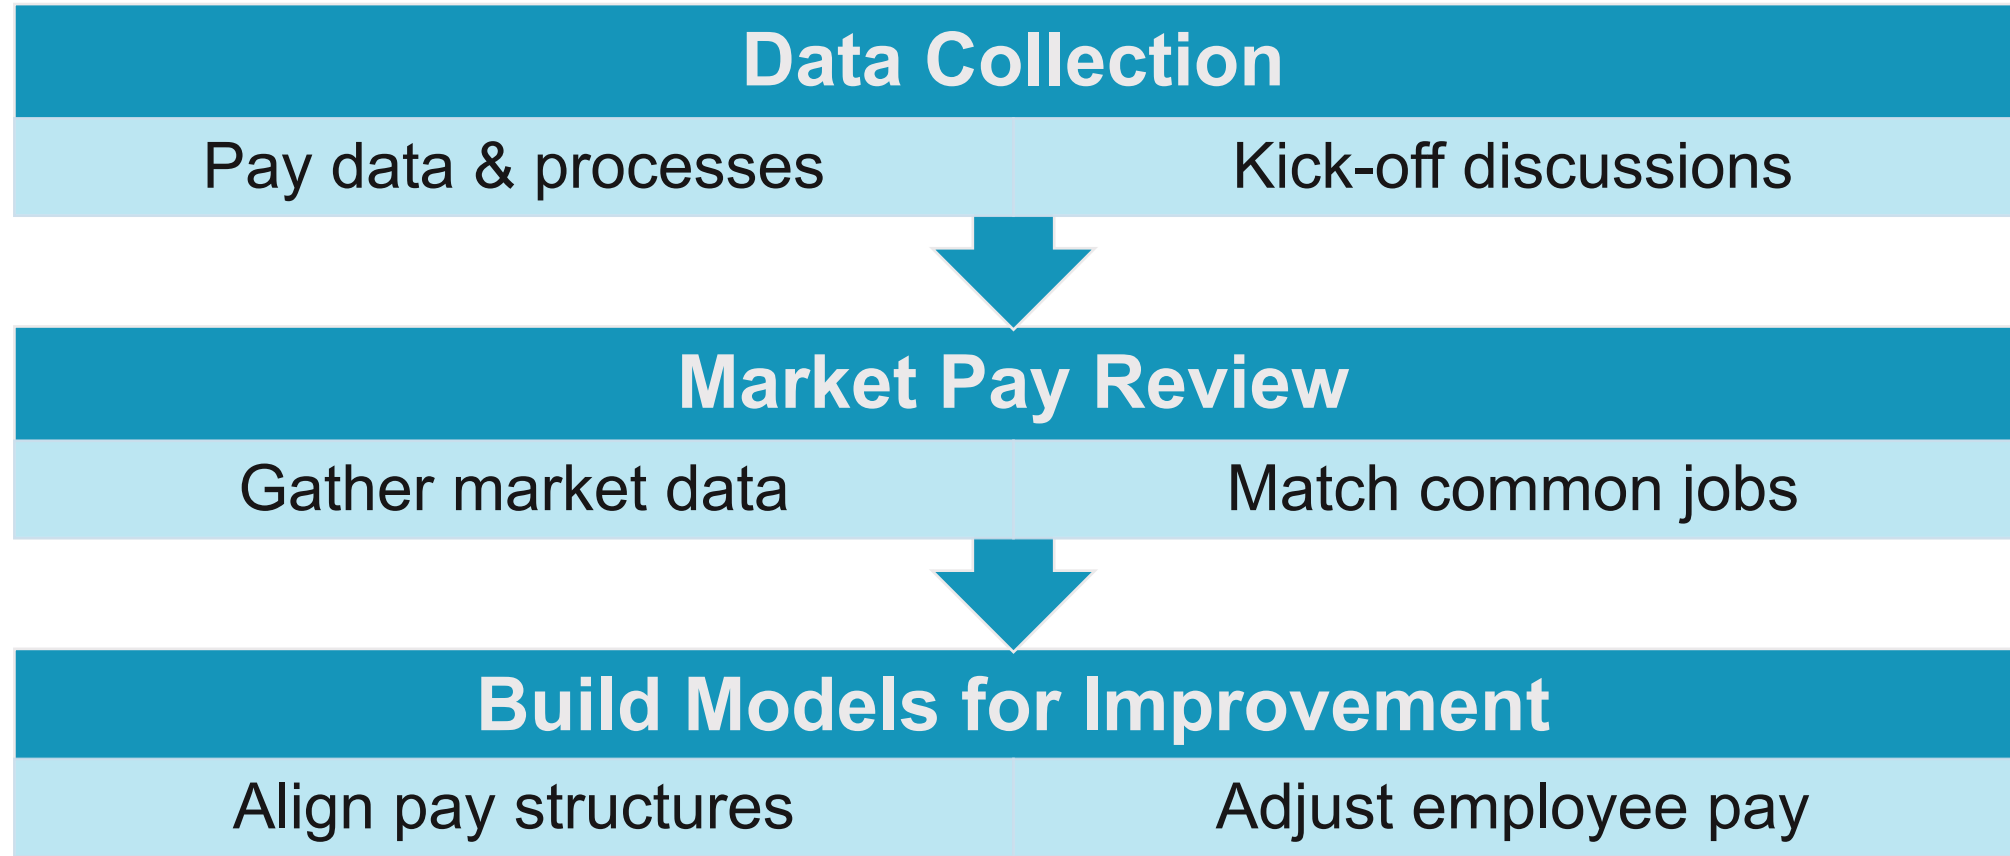 Data Collection
Pay data & processes
Kick-off discussions
Market Pay Review
Gather market data
Match common jobs
Build Models for Improvement
Align pay structures
Adjust employee pay